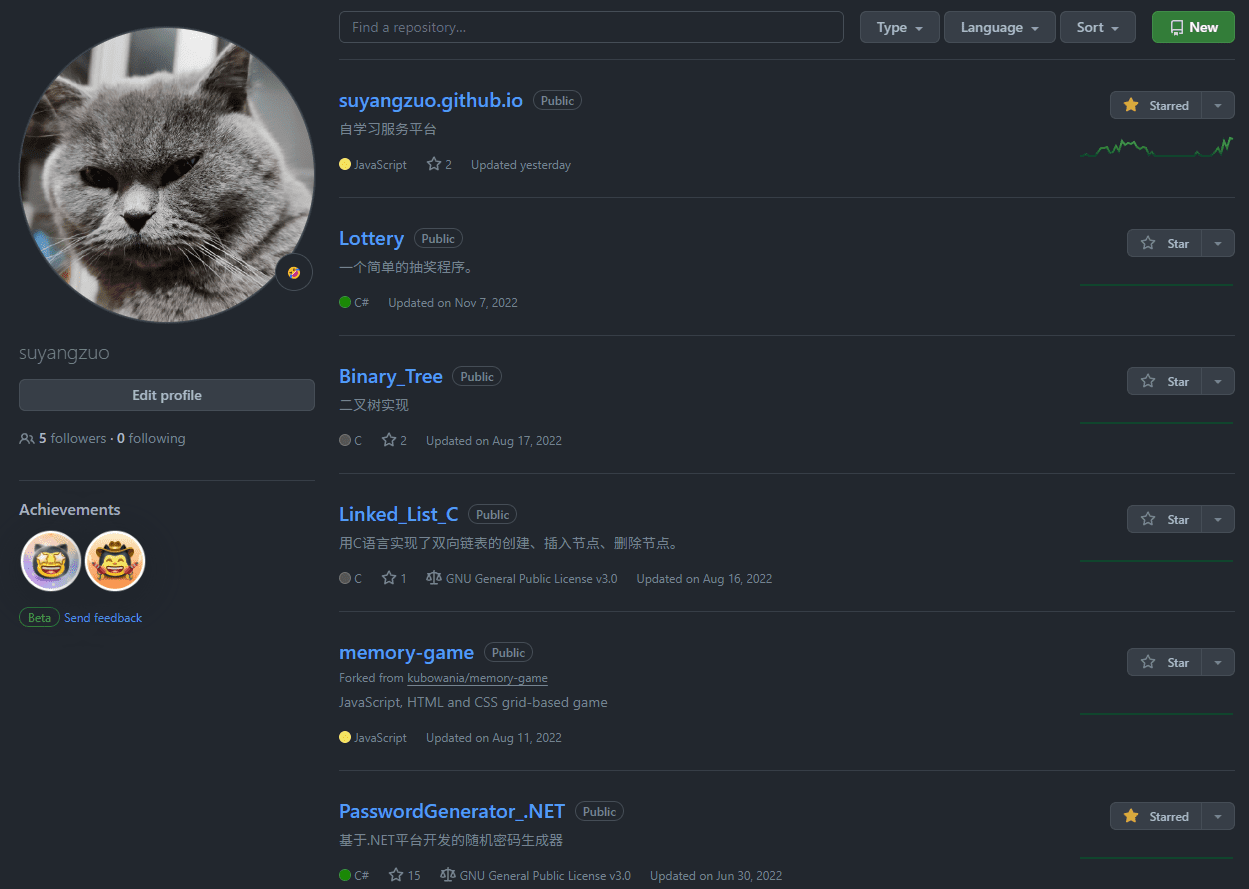 Find a repository...
Type
Language
Sort
New
suyangzuo
Edit profile
5 followers · 0 following
Achievements
Beta Send feedback
suyangzuo.github.io Public
Starred
自学习服务平台
JavaScript 2 Updated yesterday
Lottery Public
Star
一个简单的抽奖程序。
C# Updated on Nov 7, 2022
Binary_Tree Public
Star
二叉树实现
C 2 Updated on Aug 17, 2022
Linked_List_C Public
Star
用C语言实现了双向链表的创建、插入节点、删除节点。
C 1 GNU General Public License v3.0 Updated on Aug 16, 2022
memory-game Public
Star
Forked from kubowania/memory-game
JavaScript, HTML and CSS grid-based game
JavaScript Updated on Aug 11, 2022
PasswordGenerator_.NET Public
Starred
基于.NET平台开发的随机密码生成器
C# 15 GNU General Public License v3.0 Updated on Jun 30, 2022